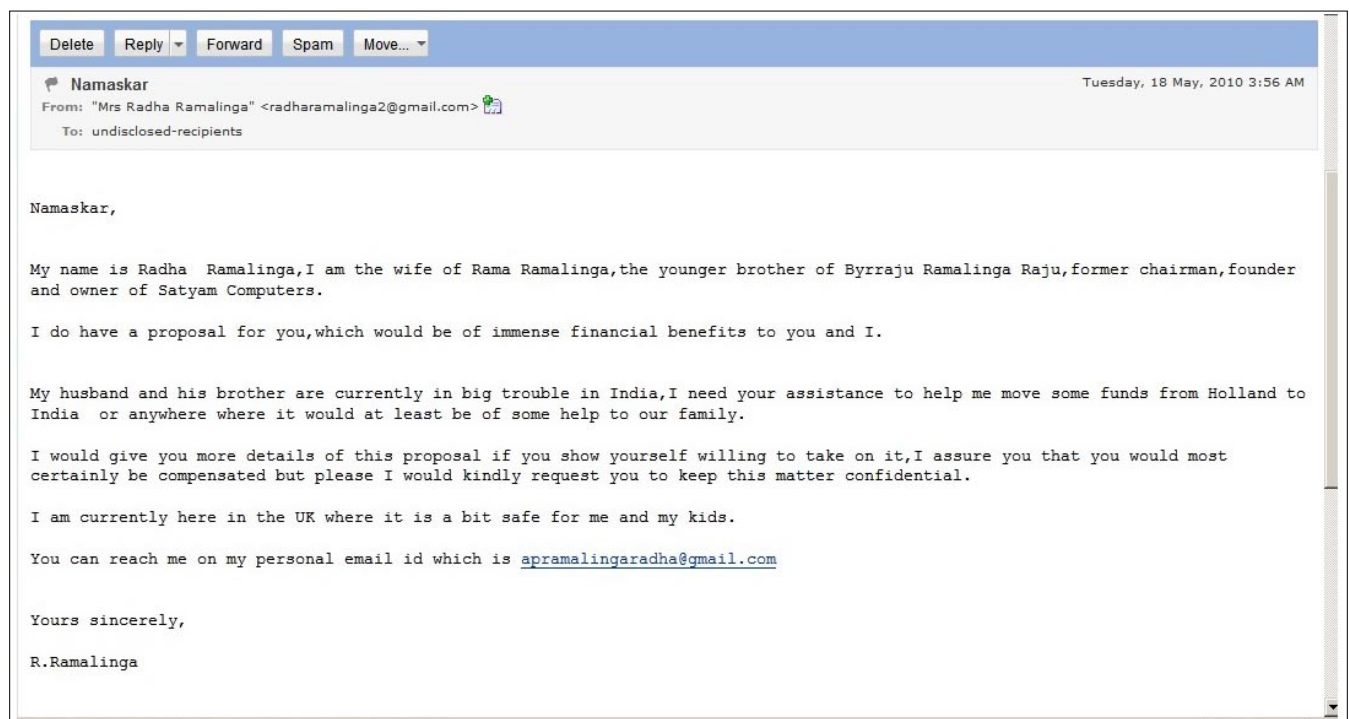 Delete Reply Forward Spam Move...
Namaskar Tuesday, 18 May, 2010 3:56 AM
From: "Mrs Radha Ramalinga" <radharamalinga2@gmail.com>
To: undisclosed-recipients
Namaskar,
My name is Radha  Ramalinga,I am the wife of Rama Ramalinga,the younger brother of Byrraju Ramalinga Raju,former chairman,founder
and owner of Satyam Computers.
I do have a proposal for you,which would be of immense financial benefits to you and I.
My husband and his brother are currently in big trouble in India,I need your assistance to help me move some funds from Holland to
India  or anywhere where it would at least be of some help to our family.
I would give you more details of this proposal if you show yourself willing to take on it,I assure you that you would most
certainly be compensated but please I would kindly request you to keep this matter confidential.
I am currently here in the UK where it is a bit safe for me and my kids.
You can reach me on my personal email id which is apramalingaradha@gmail.com
Yours sincerely,
R.Ramalinga